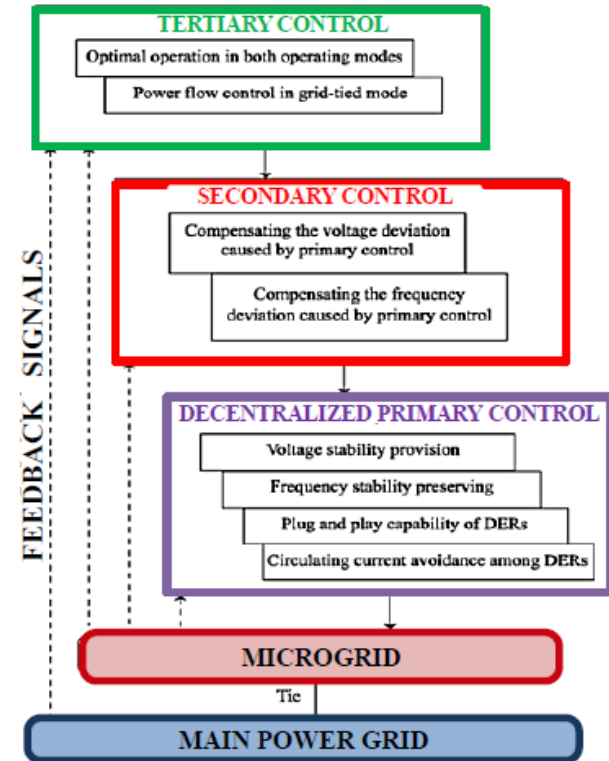 TERTIARY CONTROL
Optimal operation in both operating modes
Power flow control in grid-tied mode
SECONDARY CONTROL
Compensating the voltage deviation
caused by primary control
Compensating the frequency
deviation caused by primary control
DECENTRALIZED PRIMARY CONTROL
Voltage stability provision
Frequency stability preserving
Plug and play capability of DERs
Circulating current avoidance among DERs
FEEDBACK SIGNALS
MICROGRID
Tie
MAIN POWER GRID